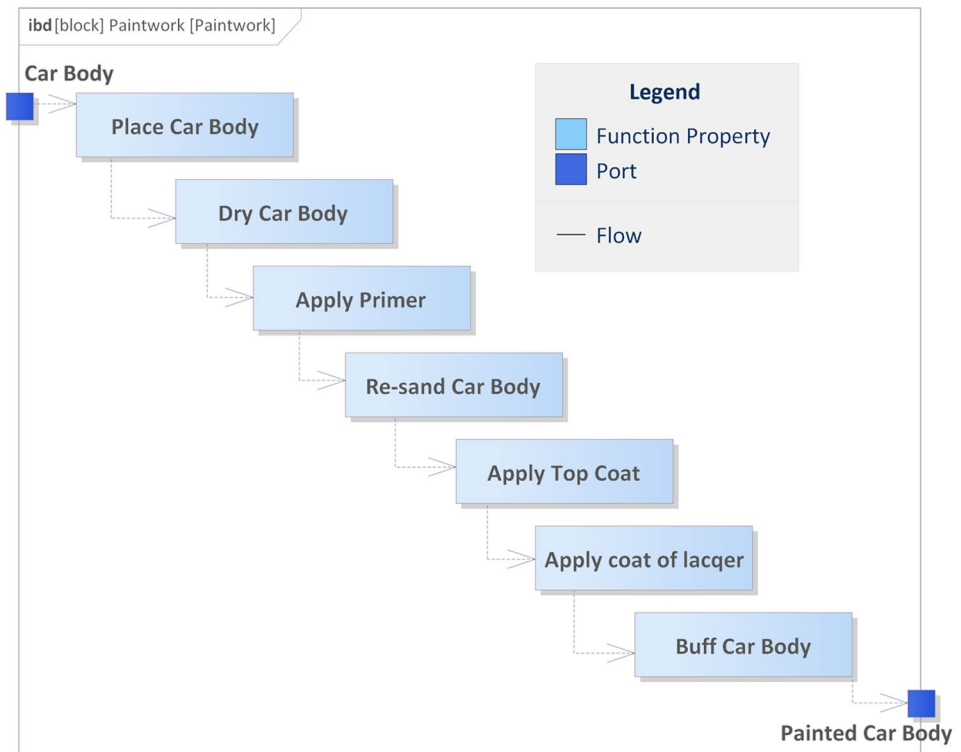 ibd [block] Paintwork [Paintwork]
Car Body
Legend
Function Property
Port
Flow
Place Car Body
Dry Car Body
Apply Primer
Re-sand Car Body
Apply Top Coat
Apply coat of lacqer
Buff Car Body
Painted Car Body